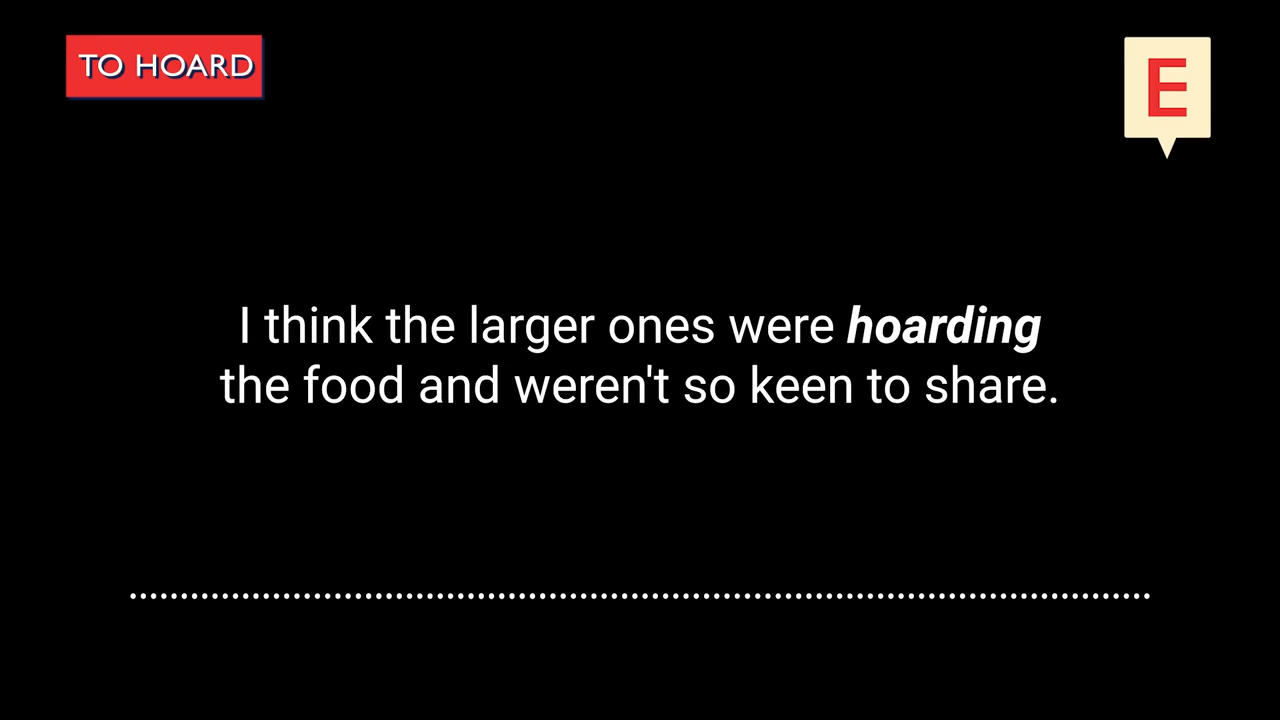 TO HOARD
E
I think the larger ones were hoarding
the food and weren't so keen to share.